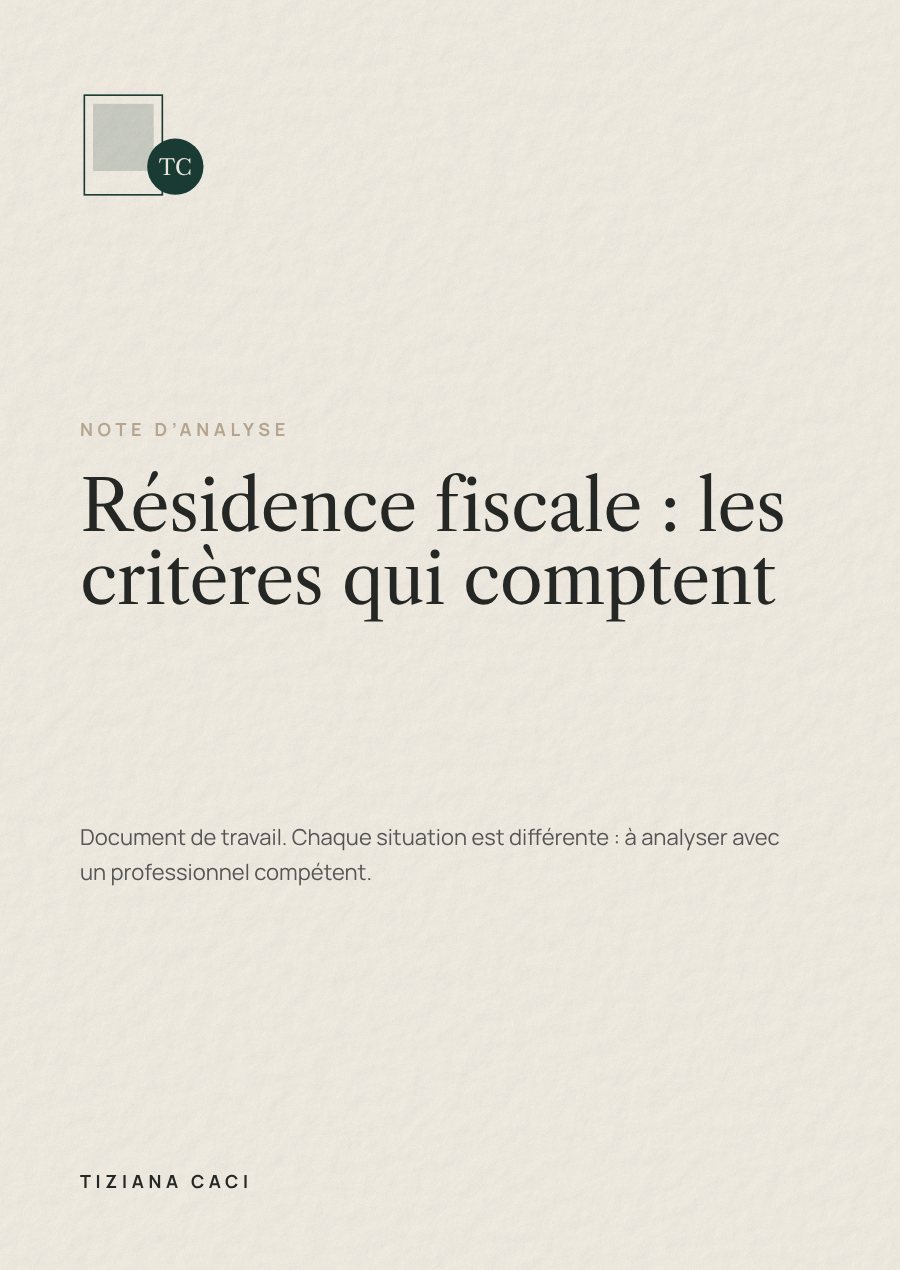 TC
NOTE D’ANALYSE
Résidence fiscale : les
critères qui comptent
Document de travail. Chaque situation est différente : à analyser avec
un professionnel compétent.
TIZIANA CACI